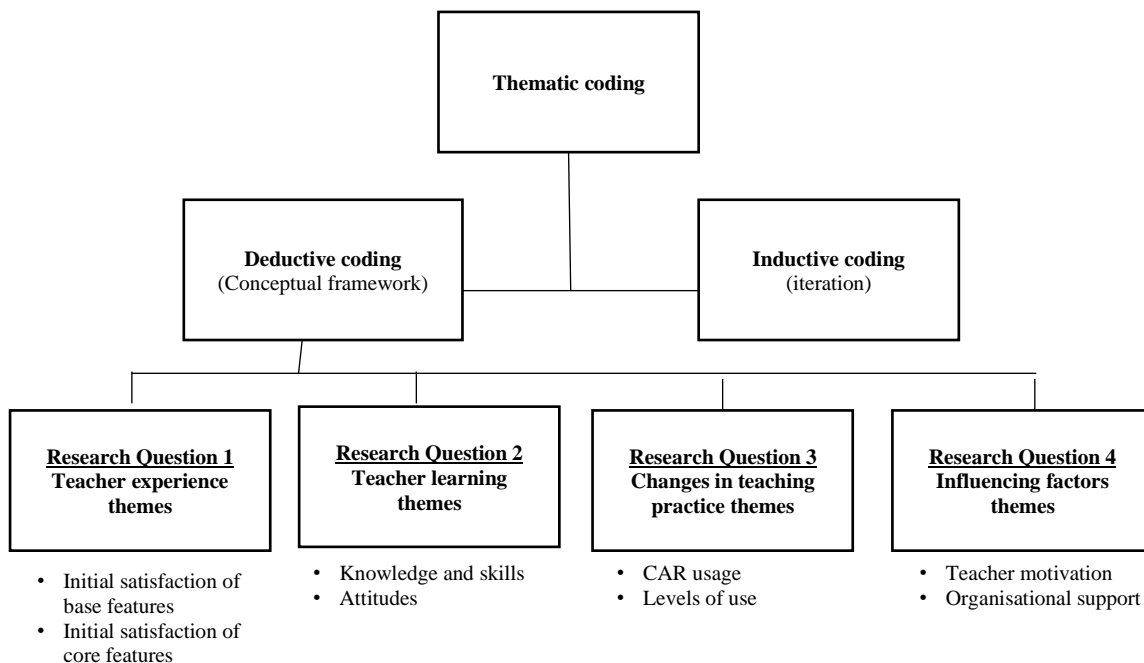 Thematic coding
Deductive coding
(Conceptual framework)
Inductive coding
(iteration)
Research Question 1
Teacher experience
themes
Research Question 2
Teacher learning
themes
Research Question 3
Changes in teaching
practice themes
Research Question 4
Influencing factors
themes
• Initial satisfaction of
base features
• Initial satisfaction of
core features
• Knowledge and skills
• Attitudes
• CAR usage
• Levels of use
• Teacher motivation
• Organisational support